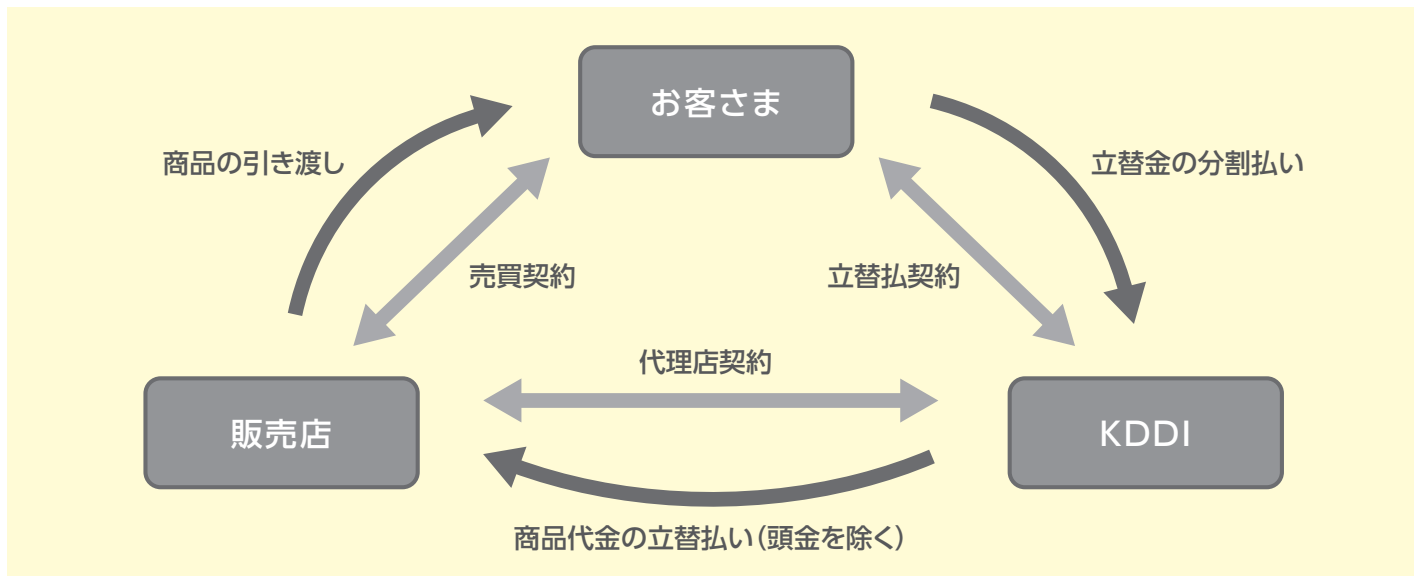 お客さま
商品の引き渡し
立替金の分割払い
売買契約
立替払契約
代理店契約
販売店
KDDI
商品代金の立替払い(頭金を除く)